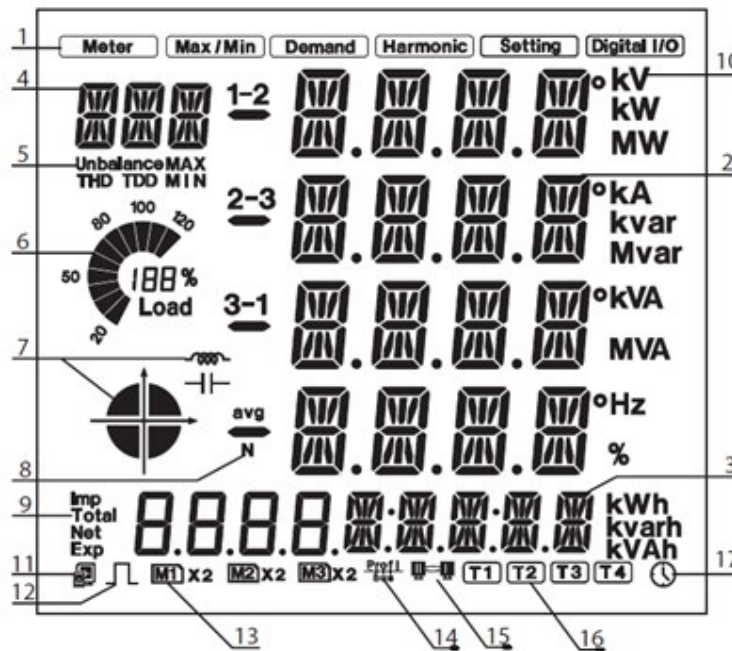 1 Meter Max/Min Demand Harmonic Setting Digital I/O
4 1-2 kV 10
kW
MW
5 Unbalance MAX
THD TDD MIN
2-3 kA 2
kvar
Mvar
6 20 50 80 100 120
188%
Load
3-1 kVA
MVA
7
avg Hz
8 N %
9 Imp kWh 3
Total kvarh
Net kVAh
Exp
11 12 M1 X2 M2 X2 M3 X2 Profi T1 T2 T3 T4 17
13 14 15 16